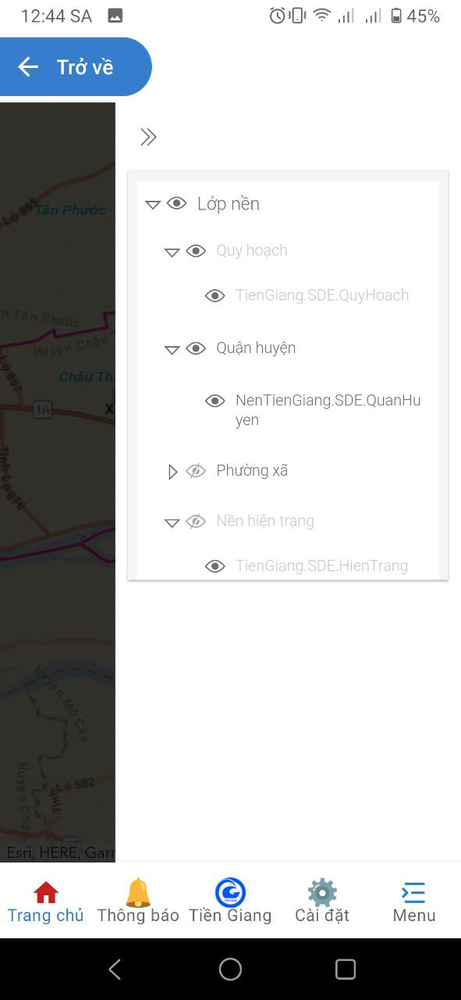 12:44 SA
45%
Trở về
Lộ 865
Tân Phước
n Tân Phước
Huyện Châu T
Lộ 867
Châu Th
1A
X
Tỉnh Lộ 876
Huyện Mỏ Cày
Huyện Chợ L
Tỉnh Lộ 882
Esri, HERE, Garr
Lớp nền
Quy hoạch
TienGiang.SDE.QuyHoach
Quận huyện
NenTienGiang.SDE.QuanHu
yen
Phường xã
Nền hiện trạng
TienGiang.SDE.HienTrang
Trang chủ
Thông báo
Tiền Giang
Cài đặt
Menu